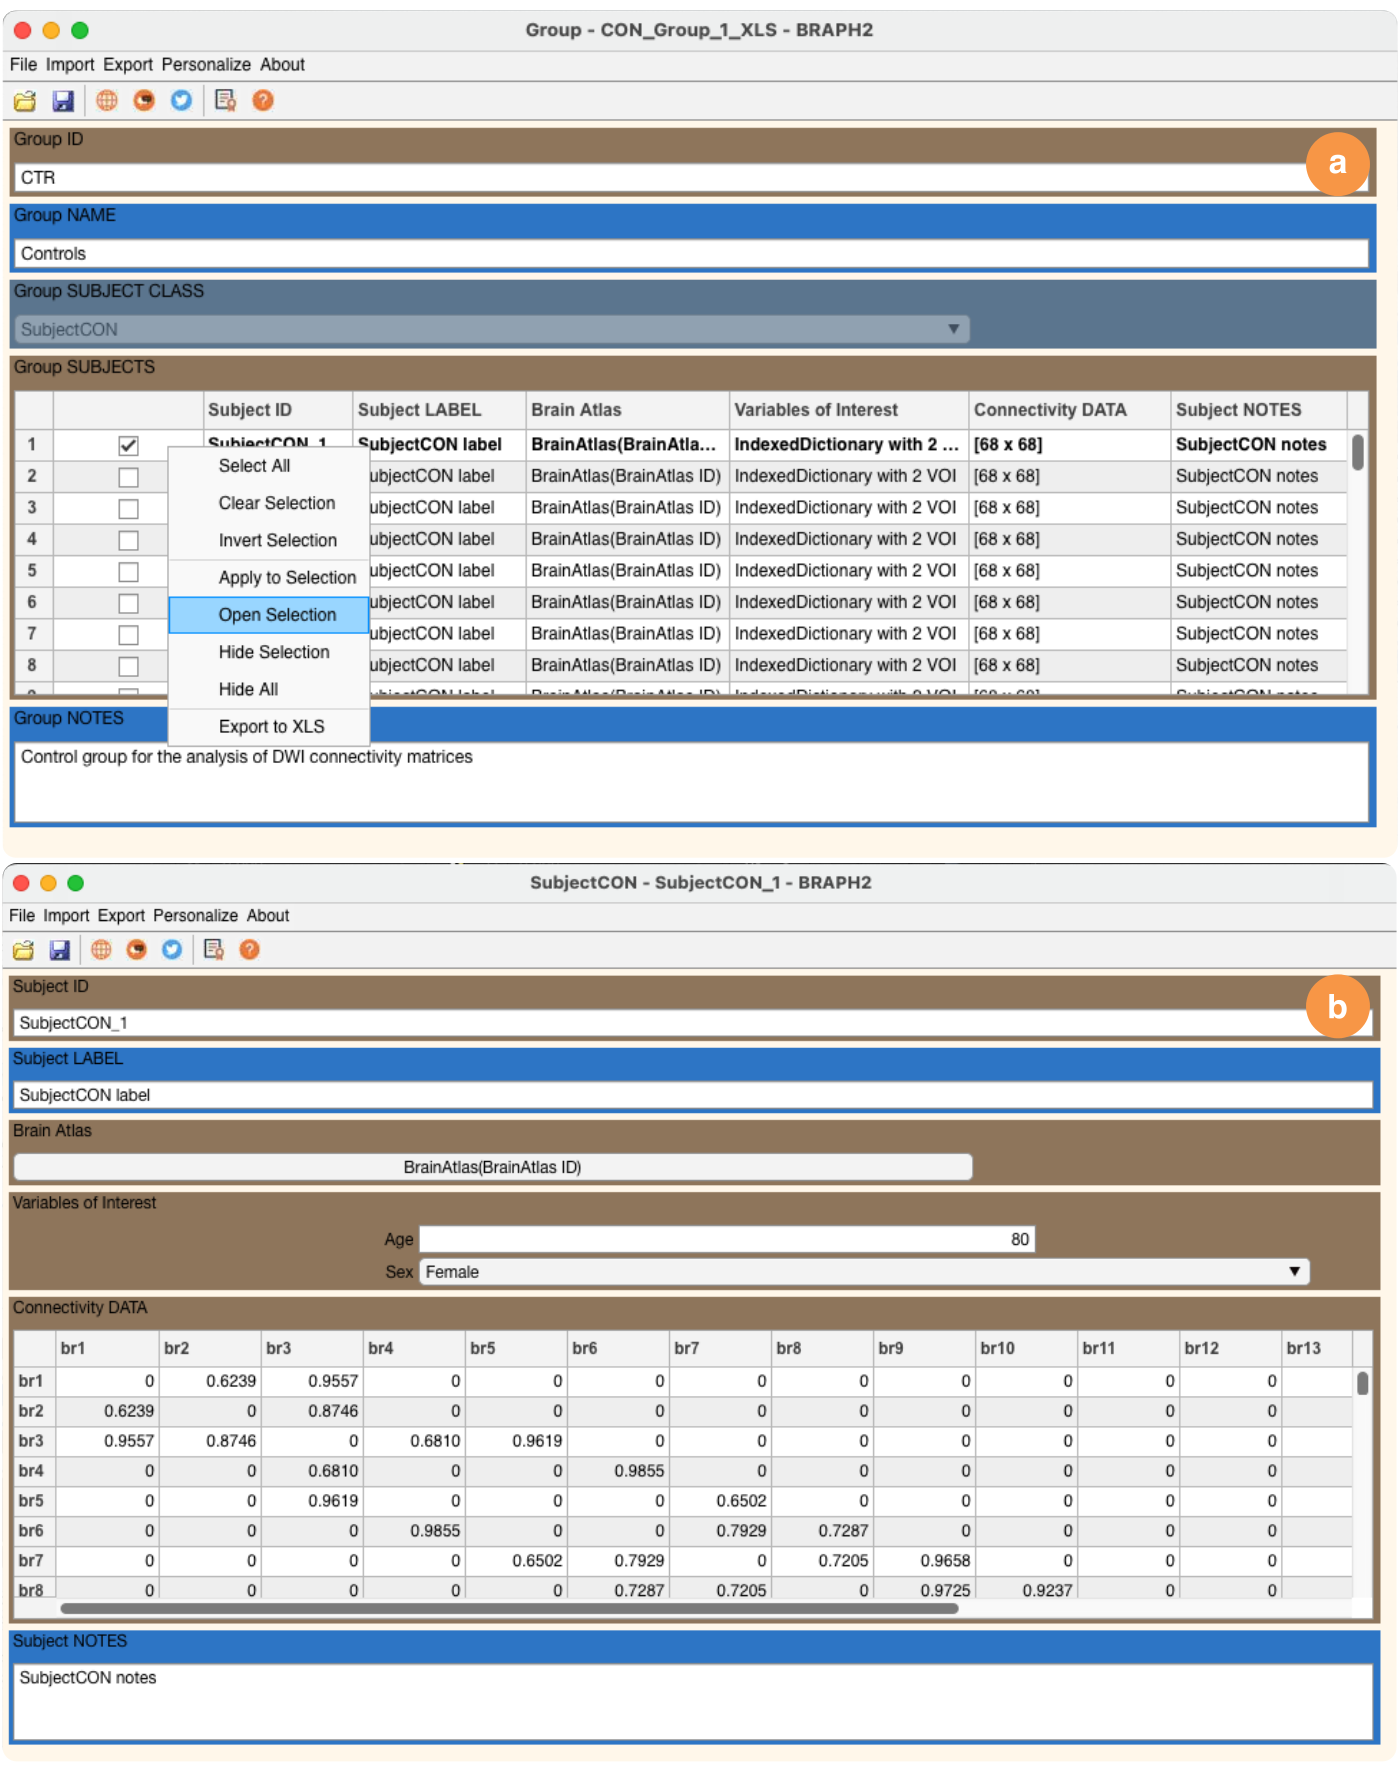 Group - CON_Group_1_XLS - BRAPH2
File Import Export Personalize About
Group ID
a
CTR
Group NAME
Controls
Group SUBJECT CLASS
SubjectCON
Group SUBJECTS
Subject ID Subject LABEL Brain Atlas Variables of Interest Connectivity DATA Subject NOTES
1 SubjectCON_1 SubjectCON label BrainAtlas(BrainAtla... IndexedDictionary with 2 ... [68 x 68] SubjectCON notes
2 ubjectCON label BrainAtlas(BrainAtlas ID) IndexedDictionary with 2 VOI [68 x 68] SubjectCON notes
3 ubjectCON label BrainAtlas(BrainAtlas ID) IndexedDictionary with 2 VOI [68 x 68] SubjectCON notes
4 ubjectCON label BrainAtlas(BrainAtlas ID) IndexedDictionary with 2 VOI [68 x 68] SubjectCON notes
5 ubjectCON label BrainAtlas(BrainAtlas ID) IndexedDictionary with 2 VOI [68 x 68] SubjectCON notes
6 ubjectCON label BrainAtlas(BrainAtlas ID) IndexedDictionary with 2 VOI [68 x 68] SubjectCON notes
7 ubjectCON label BrainAtlas(BrainAtlas ID) IndexedDictionary with 2 VOI [68 x 68] SubjectCON notes
8 ubjectCON label BrainAtlas(BrainAtlas ID) IndexedDictionary with 2 VOI [68 x 68] SubjectCON notes
Select All
Clear Selection
Invert Selection
Apply to Selection
Open Selection
Hide Selection
Hide All
Export to XLS
Group NOTES
Control group for the analysis of DWI connectivity matrices
SubjectCON - SubjectCON_1 - BRAPH2
File Import Export Personalize About
Subject ID
b
SubjectCON_1
Subject LABEL
SubjectCON label
Brain Atlas
BrainAtlas(BrainAtlas ID)
Variables of Interest
Age 80
Sex Female
Connectivity DATA
br1 br2 br3 br4 br5 br6 br7 br8 br9 br10 br11 br12 br13
br1 0 0.6239 0.9557 0 0 0 0 0 0 0 0 0
br2 0.6239 0 0.8746 0 0 0 0 0 0 0 0 0
br3 0.9557 0.8746 0 0.6810 0.9619 0 0 0 0 0 0 0
br4 0 0 0.6810 0 0 0.9855 0 0 0 0 0 0
br5 0 0 0.9619 0 0 0 0.6502 0 0 0 0 0
br6 0 0 0 0.9855 0 0 0.7929 0.7287 0 0 0 0
br7 0 0 0 0 0.6502 0.7929 0 0.7205 0.9658 0 0 0
br8 0 0 0 0 0 0.7287 0.7205 0 0.9725 0.9237 0 0
Subject NOTES
SubjectCON notes